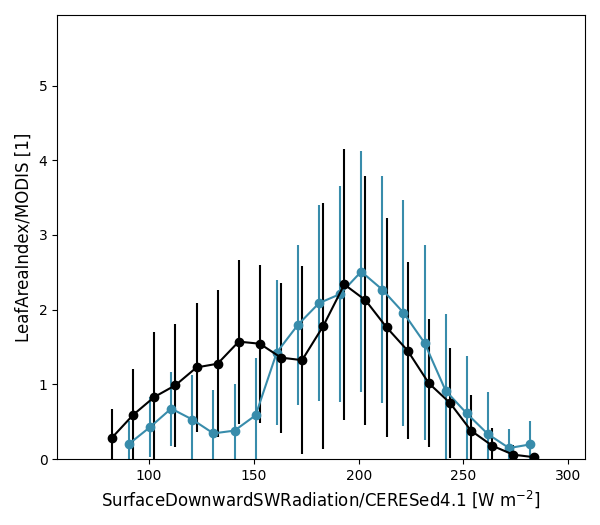 5
4
3
2
1
0
LeafAreaIndex/MODIS [1]
100 150 200 250 300
SurfaceDownwardSWRadiation/CERESed4.1 [W m⁻²]